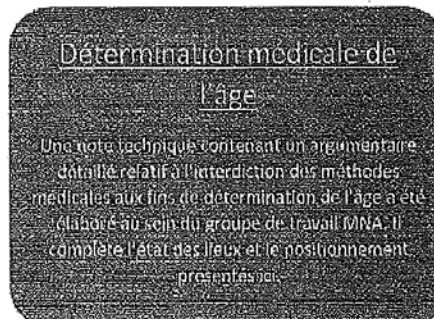 Détermination médicale de
l'âge
Une note technique contenant un argumentaire
détaillé relatif à l'interdiction des méthodes
médicales aux fins de détermination de l'âge a été
élaboré au sein du groupe de travail MNA. Il
complète l'état des lieux et le positionnement
présentés ici.